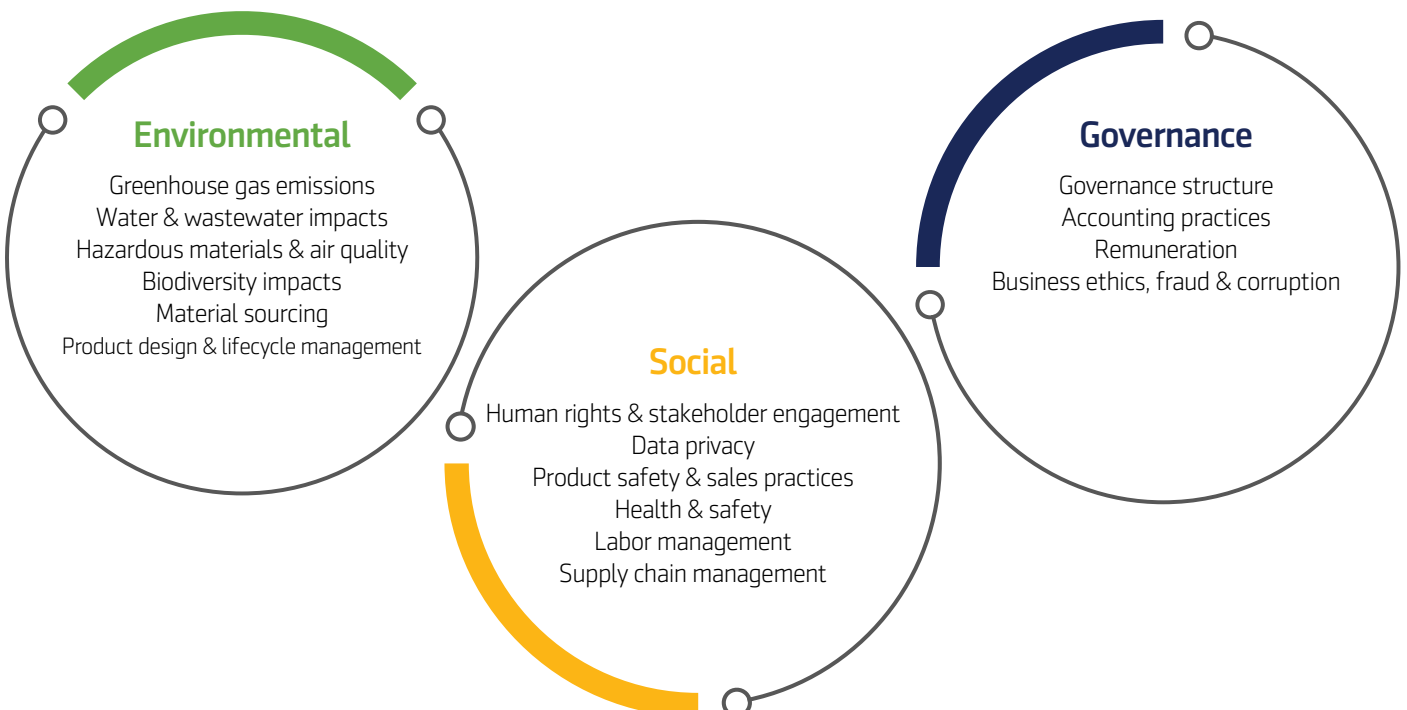 Environmental
Greenhouse gas emissions
Water & wastewater impacts
Hazardous materials & air quality
Biodiversity impacts
Material sourcing
Product design & lifecycle management
Social
Human rights & stakeholder engagement
Data privacy
Product safety & sales practices
Health & safety
Labor management
Supply chain management
Governance
Governance structure
Accounting practices
Remuneration
Business ethics, fraud & corruption